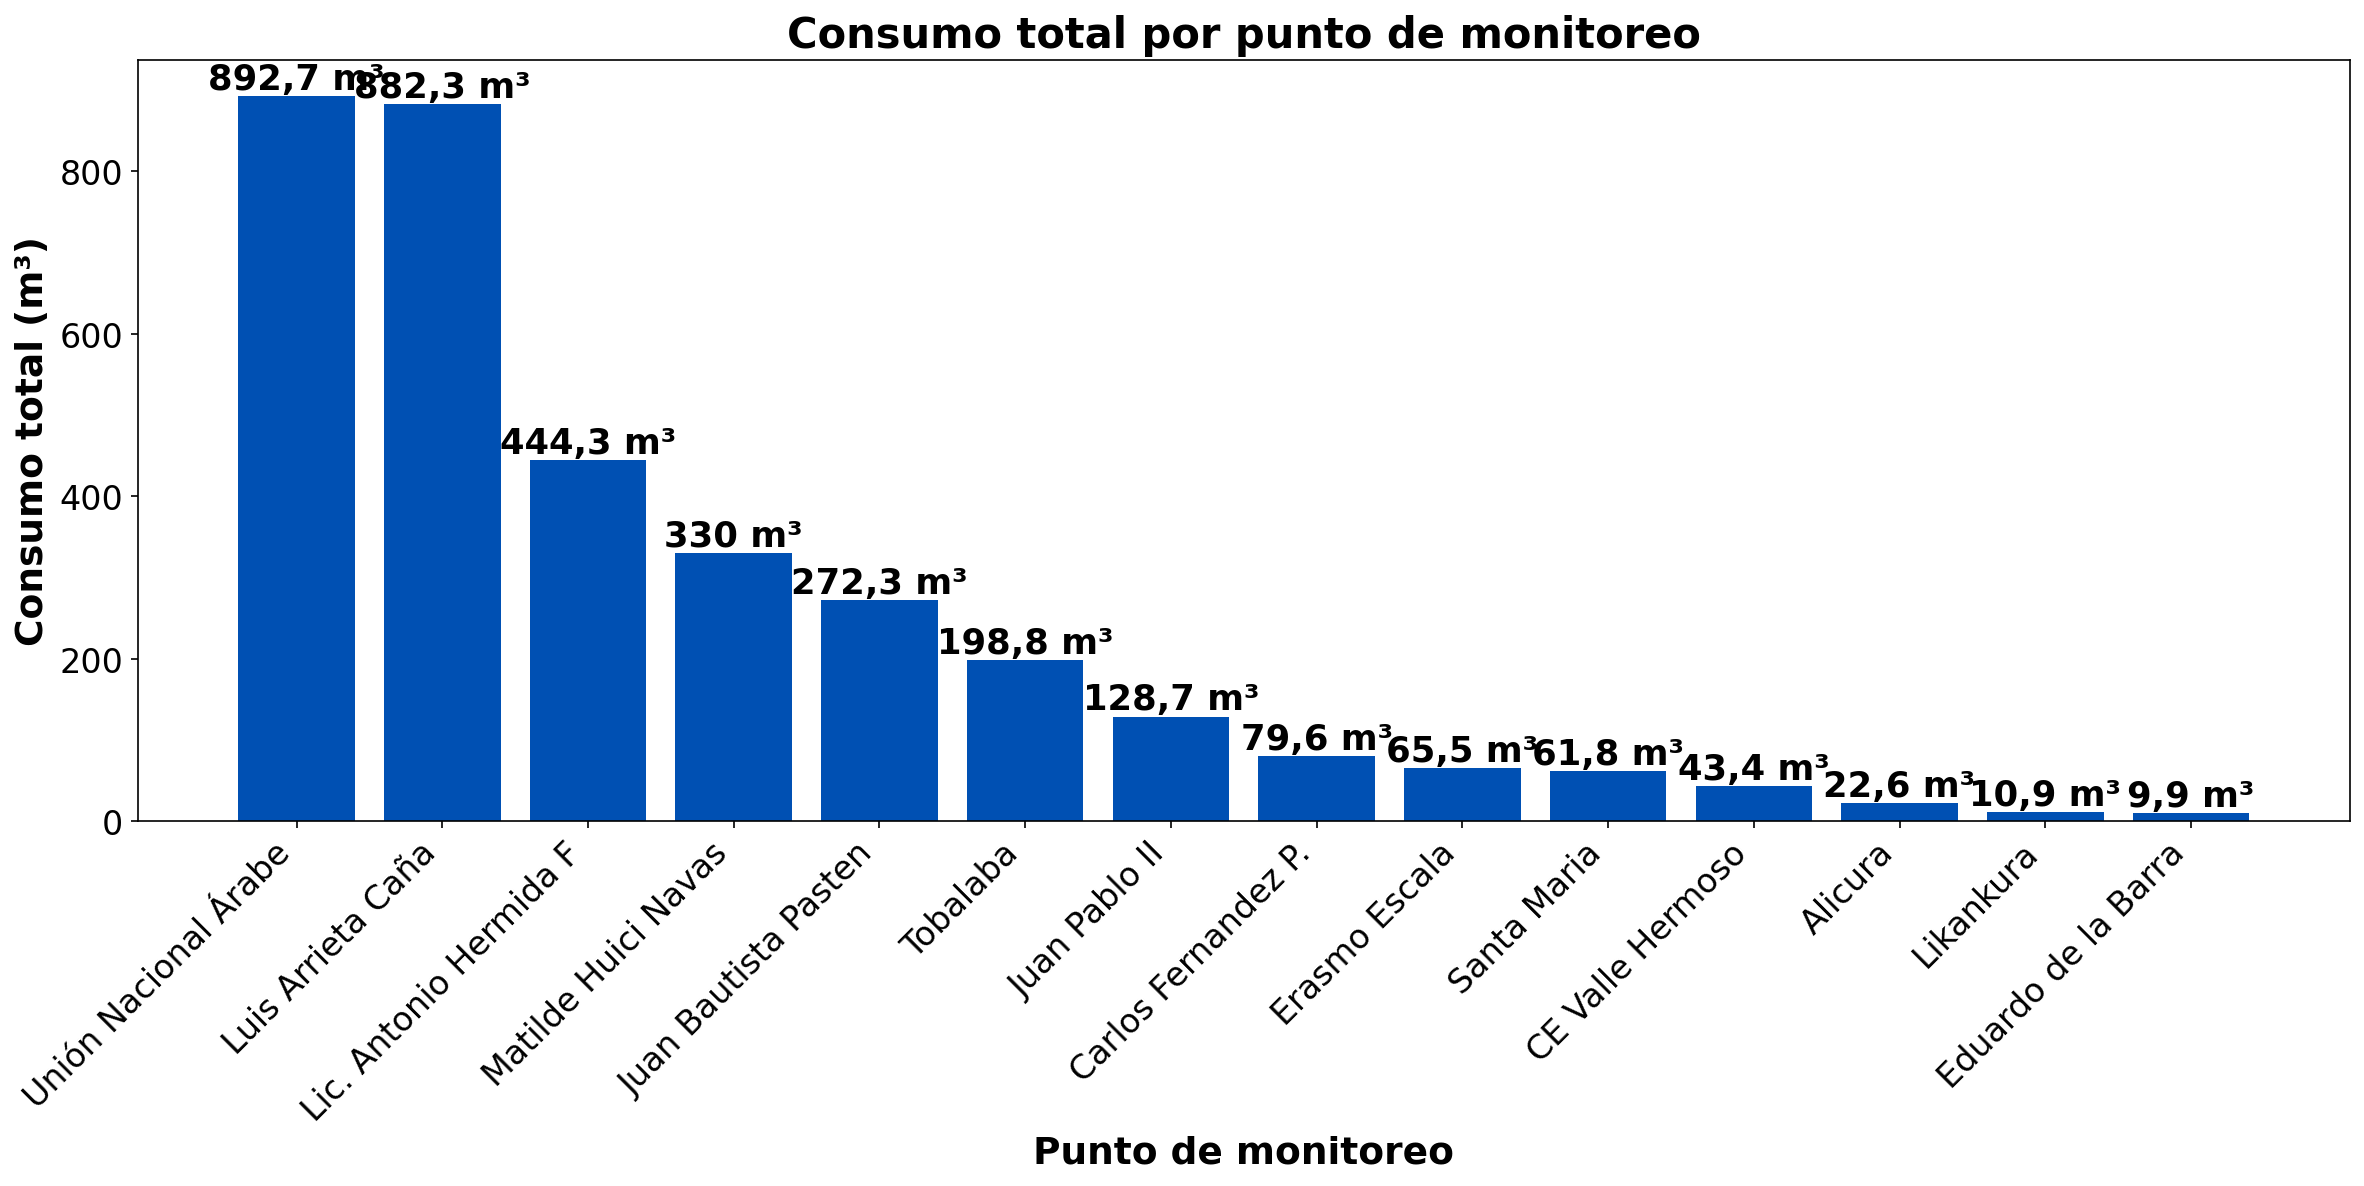 Consumo total por punto de monitoreo
892,7 m³
882,3 m³
444,3 m³
330 m³
272,3 m³
198,8 m³
128,7 m³
79,6 m³
65,5 m³
61,8 m³
43,4 m³
22,6 m³
10,9 m³
9,9 m³
Consumo total (m³)
800
600
400
200
0
Unión Nacional Árabe
Luis Arrieta Caña
Lic. Antonio Hermida F
Matilde Huici Navas
Juan Bautista Pasten
Tobalaba
Juan Pablo II
Carlos Fernandez P.
Erasmo Escala
Santa Maria
CE Valle Hermoso
Alicura
Likankura
Eduardo de la Barra
Punto de monitoreo